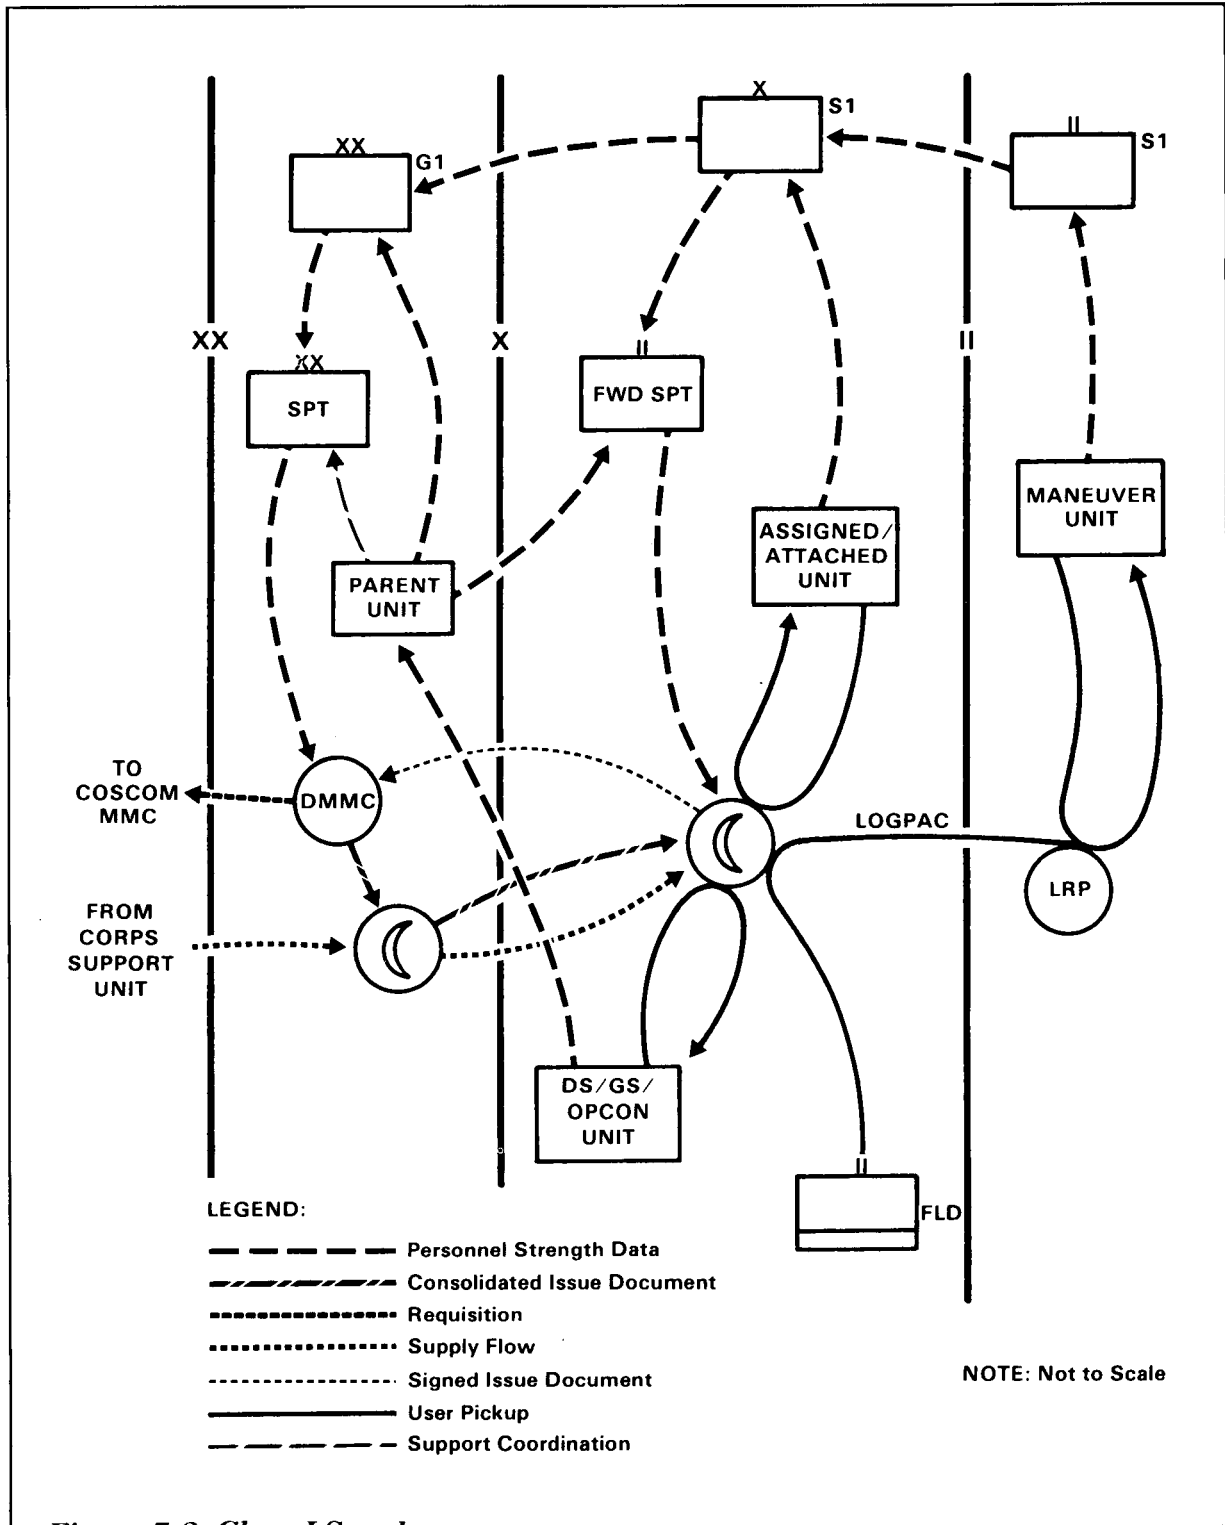 X
S1
II
S1
XX
G1
XX
X
II
XX
SPT
II
FWD SPT
MANEUVER
UNIT
ASSIGNED/
ATTACHED
UNIT
PARENT
UNIT
TO
COSCOM
MMC
DMMC
LOGPAC
LRP
FROM
CORPS
SUPPORT
UNIT
DS/GS/
OPCON
UNIT
II
FLD
LEGEND:
Personnel Strength Data
Consolidated Issue Document
Requisition
Supply Flow
Signed Issue Document
User Pickup
Support Coordination
NOTE: Not to Scale